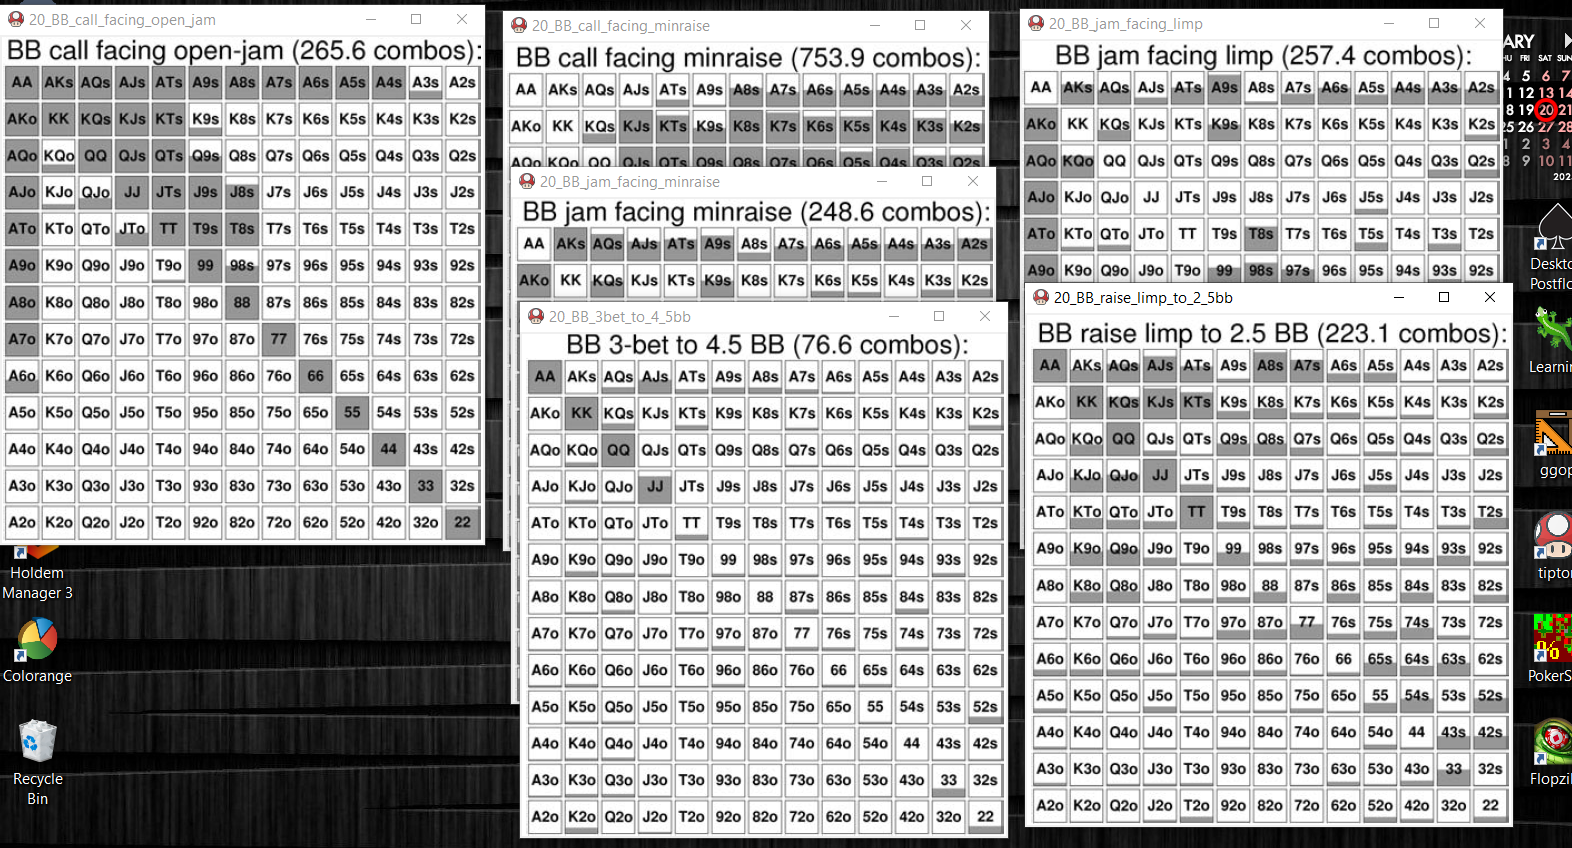 20_BB_call_facing_open_jam
BB call facing open-jam (265.6 combos):
AA AKs AQs AJs ATs A9s A8s A7s A6s A5s A4s A3s A2s
AKo KK KQs KJs KTs K9s K8s K7s K6s K5s K4s K3s K2s
AQo KQo QQ QJs QTs Q9s Q8s Q7s Q6s Q5s Q4s Q3s Q2s
AJo KJo QJo JJ JTs J9s J8s J7s J6s J5s J4s J3s J2s
ATo KTo QTo JTo TT T9s T8s T7s T6s T5s T4s T3s T2s
A9o K9o Q9o J9o T9o 99 98s 97s 96s 95s 94s 93s 92s
A8o K8o Q8o J8o T8o 98o 88 87s 86s 85s 84s 83s 82s
A7o K7o Q7o J7o T7o 97o 87o 77 76s 75s 74s 73s 72s
A6o K6o Q6o J6o T6o 96o 86o 76o 66 65s 64s 63s 62s
A5o K5o Q5o J5o T5o 95o 85o 75o 65o 55 54s 53s 52s
A4o K4o Q4o J4o T4o 94o 84o 74o 64o 54o 44 43s 42s
A3o K3o Q3o J3o T3o 93o 83o 73o 63o 53o 43o 33 32s
A2o K2o Q2o J2o T2o 92o 82o 72o 62o 52o 42o 32o 22
20_BB_call_facing_minraise
BB call facing minraise (753.9 combos):
AA AKs AQs AJs ATs A9s A8s A7s A6s A5s A4s A3s A2s
AKo KK KQs KJs KTs K9s K8s K7s K6s K5s K4s K3s K2s
AQo KQo QQ QJs QTs Q9s Q8s Q7s Q6s Q5s Q4s Q3s Q2s
20_BB_jam_facing_minraise
BB jam facing minraise (248.6 combos):
AA AKs AQs AJs ATs A9s A8s A7s A6s A5s A4s A3s A2s
AKo KK KQs KJs KTs K9s K8s K7s K6s K5s K4s K3s K2s
20_BB_3bet_to_4_5bb
BB 3-bet to 4.5 BB (76.6 combos):
AA AKs AQs AJs ATs A9s A8s A7s A6s A5s A4s A3s A2s
AKo KK KQs KJs KTs K9s K8s K7s K6s K5s K4s K3s K2s
AQo KQo QQ QJs QTs Q9s Q8s Q7s Q6s Q5s Q4s Q3s Q2s
AJo KJo QJo JJ JTs J9s J8s J7s J6s J5s J4s J3s J2s
ATo KTo QTo JTo TT T9s T8s T7s T6s T5s T4s T3s T2s
A9o K9o Q9o J9o T9o 99 98s 97s 96s 95s 94s 93s 92s
A8o K8o Q8o J8o T8o 98o 88 87s 86s 85s 84s 83s 82s
A7o K7o Q7o J7o T7o 97o 87o 77 76s 75s 74s 73s 72s
A6o K6o Q6o J6o T6o 96o 86o 76o 66 65s 64s 63s 62s
A5o K5o Q5o J5o T5o 95o 85o 75o 65o 55 54s 53s 52s
A4o K4o Q4o J4o T4o 94o 84o 74o 64o 54o 44 43s 42s
A3o K3o Q3o J3o T3o 93o 83o 73o 63o 53o 43o 33 32s
A2o K2o Q2o J2o T2o 92o 82o 72o 62o 52o 42o 32o 22
20_BB_jam_facing_limp
BB jam facing limp (257.4 combos):
AA AKs AQs AJs ATs A9s A8s A7s A6s A5s A4s A3s A2s
AKo KK KQs KJs KTs K9s K8s K7s K6s K5s K4s K3s K2s
AQo KQo QQ QJs QTs Q9s Q8s Q7s Q6s Q5s Q4s Q3s Q2s
AJo KJo QJo JJ JTs J9s J8s J7s J6s J5s J4s J3s J2s
ATo KTo QTo JTo TT T9s T8s T7s T6s T5s T4s T3s T2s
A9o K9o Q9o J9o T9o 99 98s 97s 96s 95s 94s 93s 92s
20_BB_raise_limp_to_2_5bb
BB raise limp to 2.5 BB (223.1 combos):
AA AKs AQs AJs ATs A9s A8s A7s A6s A5s A4s A3s A2s
AKo KK KQs KJs KTs K9s K8s K7s K6s K5s K4s K3s K2s
AQo KQo QQ QJs QTs Q9s Q8s Q7s Q6s Q5s Q4s Q3s Q2s
AJo KJo QJo JJ JTs J9s J8s J7s J6s J5s J4s J3s J2s
ATo KTo QTo JTo TT T9s T8s T7s T6s T5s T4s T3s T2s
A9o K9o Q9o J9o T9o 99 98s 97s 96s 95s 94s 93s 92s
A8o K8o Q8o J8o T8o 98o 88 87s 86s 85s 84s 83s 82s
A7o K7o Q7o J7o T7o 97o 87o 77 76s 75s 74s 73s 72s
A6o K6o Q6o J6o T6o 96o 86o 76o 66 65s 64s 63s 62s
A5o K5o Q5o J5o T5o 95o 85o 75o 65o 55 54s 53s 52s
A4o K4o Q4o J4o T4o 94o 84o 74o 64o 54o 44 43s 42s
A3o K3o Q3o J3o T3o 93o 83o 73o 63o 53o 43o 33 32s
A2o K2o Q2o J2o T2o 92o 82o 72o 62o 52o 42o 32o 22
ARY
HU FRI SAT SUN
4 5 6 7
1 12 13 14
8 19 20 21
25 26 27 28
1 2 3 4
8 9 10 11
202
Deskto
Postflo
Learnin
ggop
tipto
PokerS
Flopzil
Holdem
Manager 3
Colorange
Recycle
Bin